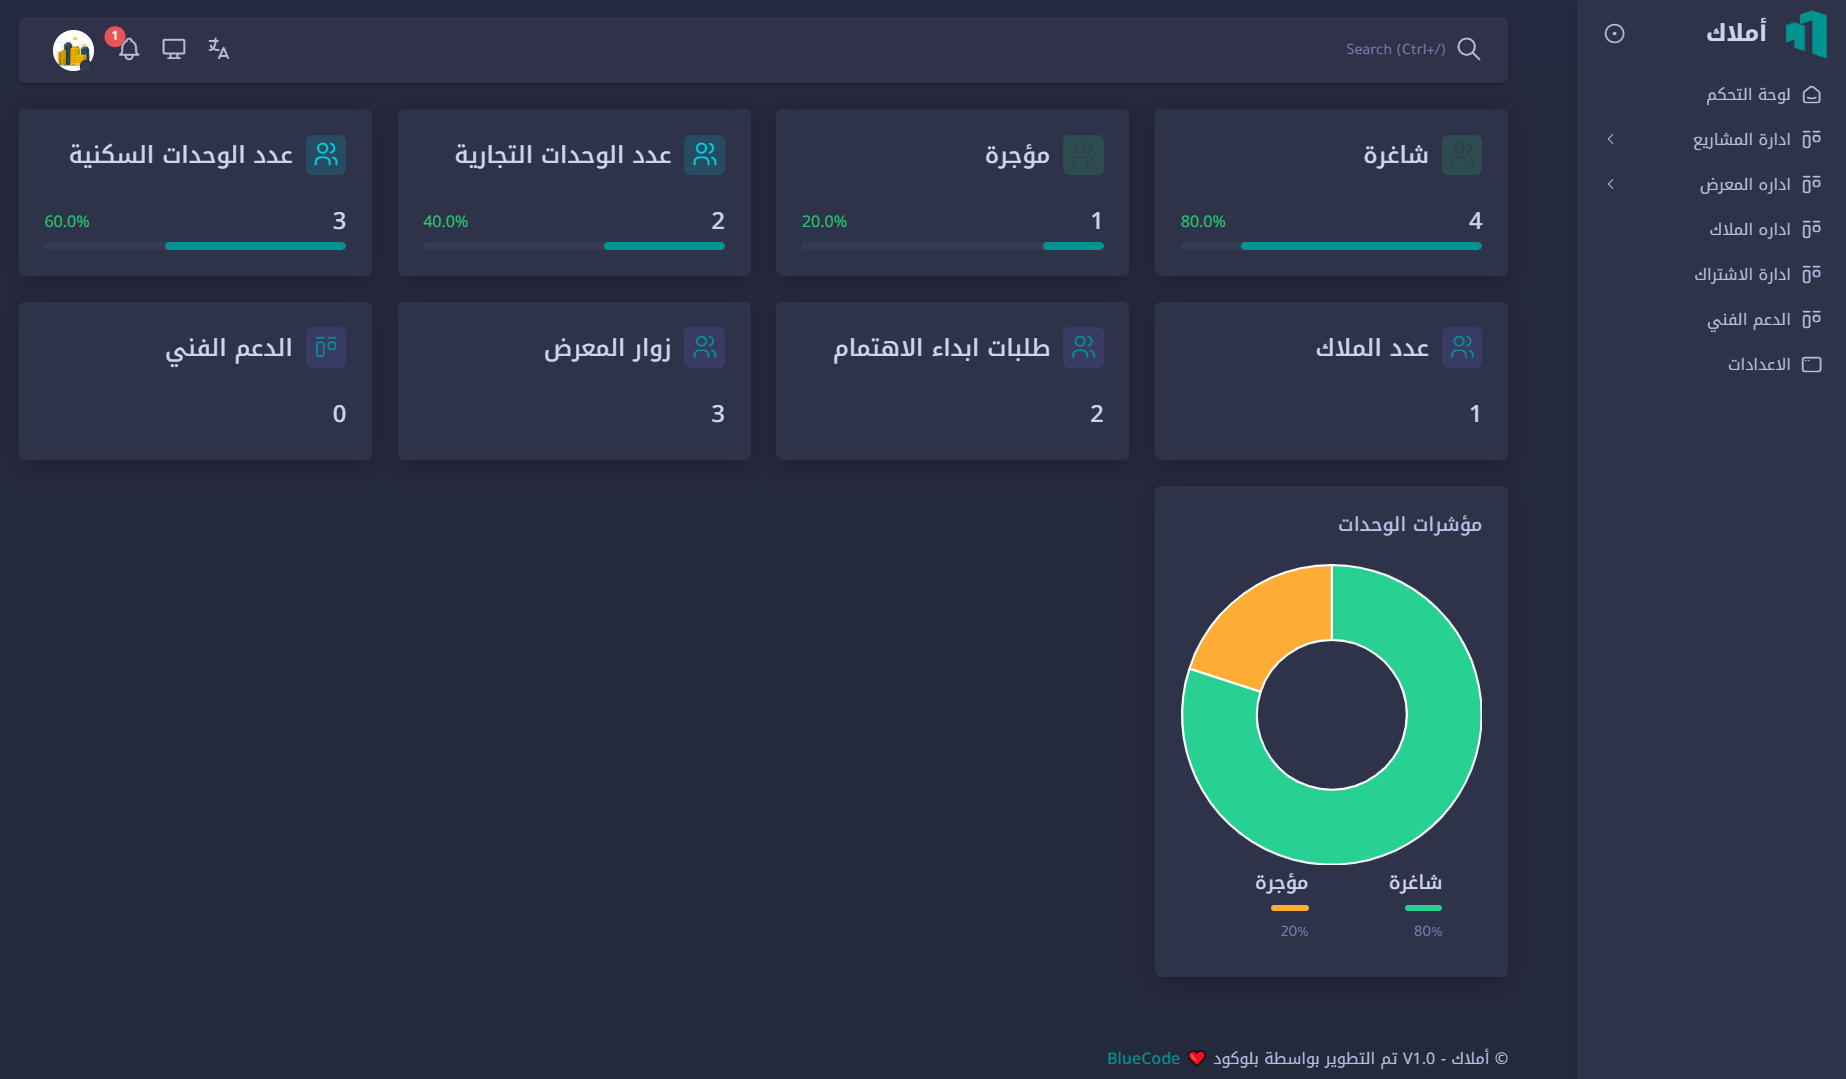 أملاك
لوحة التحكم
ادارة المشاريع
اداره المعرض
اداره الملاك
ادارة الاشتراك
الدعم الفني
الاعدادات
Search (Ctrl+/)
1
شاغرة
4
80.0%
مؤجرة
1
20.0%
عدد الوحدات التجارية
2
40.0%
عدد الوحدات السكنية
3
60.0%
عدد الملاك
1
طلبات ابداء الاهتمام
2
زوار المعرض
3
الدعم الفني
0
مؤشرات الوحدات
شاغرة
80%
مؤجرة
20%
© أملاك - V1.0 تم التطوير بواسطة بلوكود ❤️ BlueCode